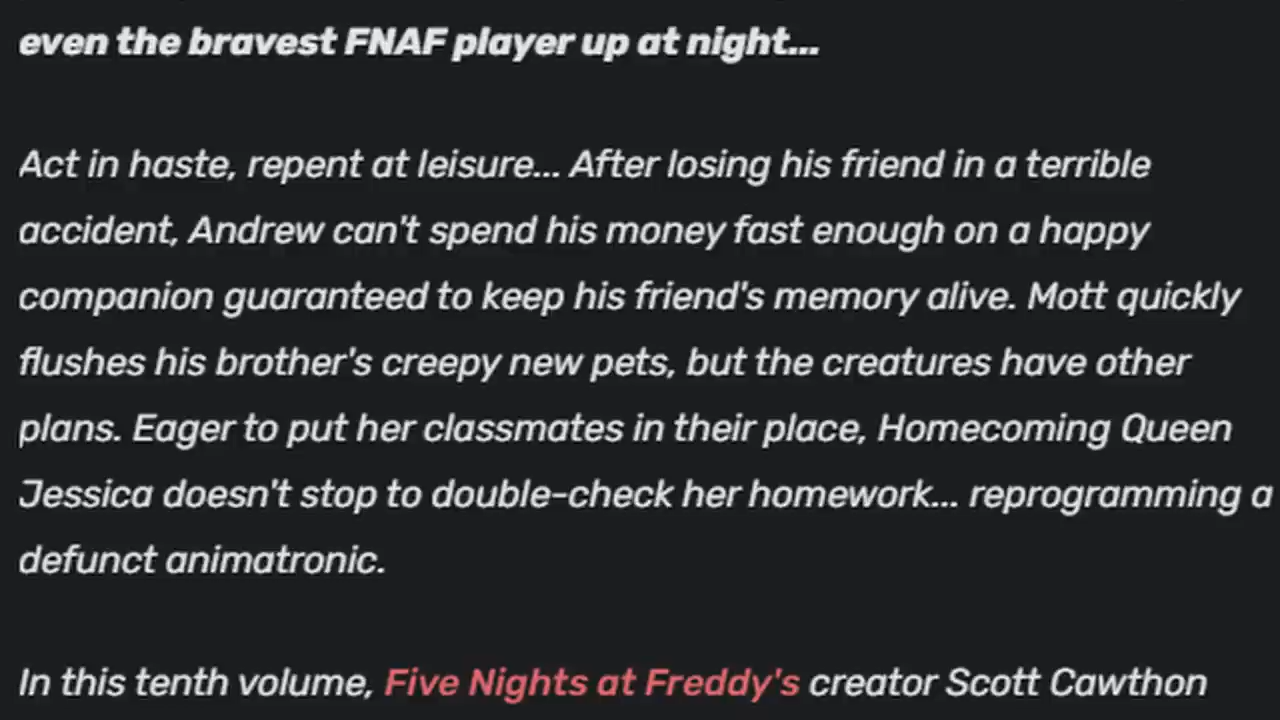 even the bravest FNAF player up at night...
Act in haste, repent at leisure... After losing his friend in a terrible
accident, Andrew can't spend his money fast enough on a happy
companion guaranteed to keep his friend's memory alive. Mott quickly
flushes his brother's creepy new pets, but the creatures have other
plans. Eager to put her classmates in their place, Homecoming Queen
Jessica doesn't stop to double-check her homework... reprogramming a
defunct animatronic.
In this tenth volume, Five Nights at Freddy's creator Scott Cawthon